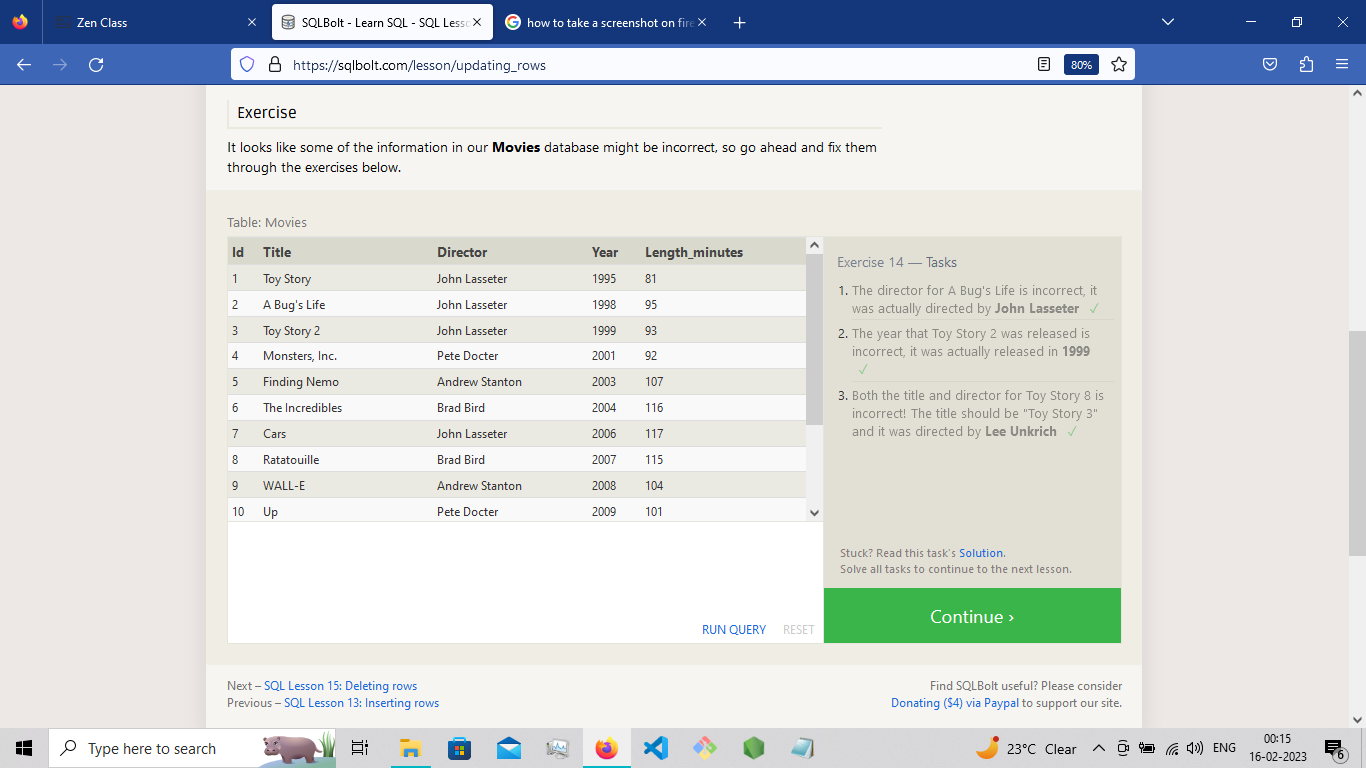 Zen Class
SQLBolt - Learn SQL - SQL Lesso
how to take a screenshot on fire
https://sqlbolt.com/lesson/updating_rows
80%
Exercise
It looks like some of the information in our Movies database might be incorrect, so go ahead and fix them
through the exercises below.
Table: Movies
Id Title Director Year Length_minutes
1 Toy Story John Lasseter 1995 81
2 A Bug's Life John Lasseter 1998 95
3 Toy Story 2 John Lasseter 1999 93
4 Monsters, Inc. Pete Docter 2001 92
5 Finding Nemo Andrew Stanton 2003 107
6 The Incredibles Brad Bird 2004 116
7 Cars John Lasseter 2006 117
8 Ratatouille Brad Bird 2007 115
9 WALL-E Andrew Stanton 2008 104
10 Up Pete Docter 2009 101
RUN QUERY RESET
Exercise 14 — Tasks
1. The director for A Bug's Life is incorrect, it
was actually directed by John Lasseter ✓
2. The year that Toy Story 2 was released is
incorrect, it was actually released in 1999
✓
3. Both the title and director for Toy Story 8 is
incorrect! The title should be "Toy Story 3"
and it was directed by Lee Unkrich ✓
Stuck? Read this task's Solution.
Solve all tasks to continue to the next lesson.
Continue ›
Next – SQL Lesson 15: Deleting rows
Previous – SQL Lesson 13: Inserting rows
Find SQLBolt useful? Please consider
Donating ($4) via Paypal to support our site.
Type here to search
23°C Clear
ENG
00:15
16-02-2023
6